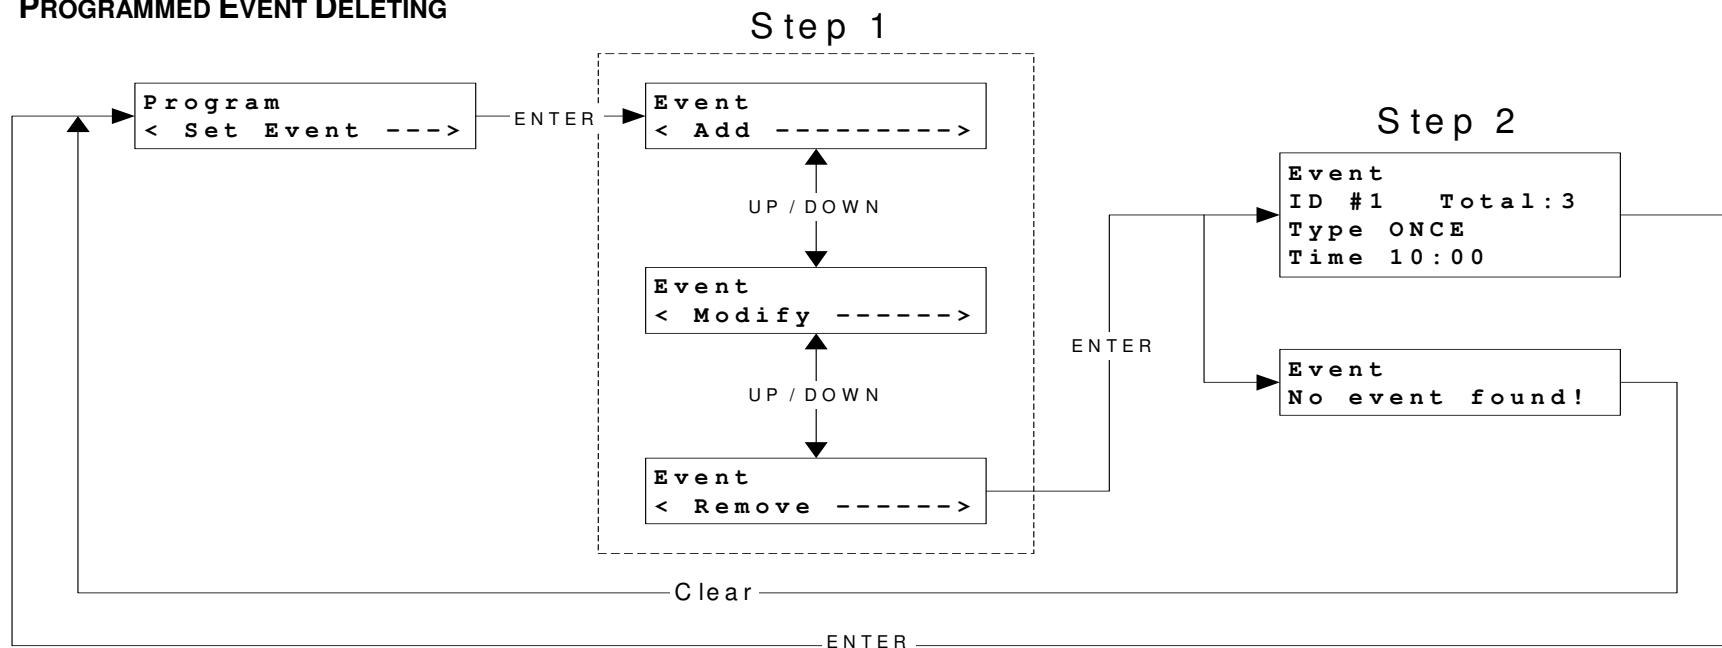 PROGRAMMED EVENT DELETING
Step 1
Program
< Set Event --->
ENTER
Event
< Add --------->
UP / DOWN
Event
< Modify ------>
UP / DOWN
Event
< Remove ------>
ENTER
Step 2
Event
ID #1 Total:3
Type ONCE
Time 10:00
Event
No event found!
Clear
ENTER